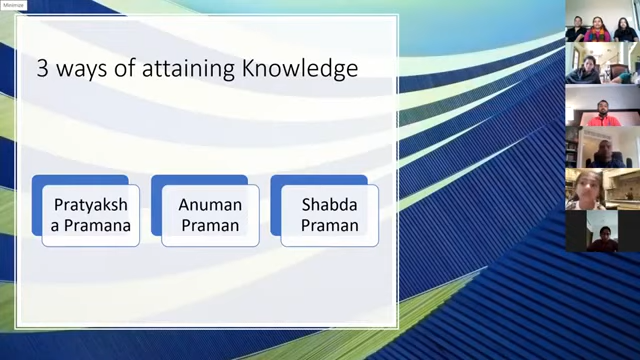 3 ways of attaining Knowledge
Pratyaksh
a Pramana
Anuman
Praman
Shabda
Praman